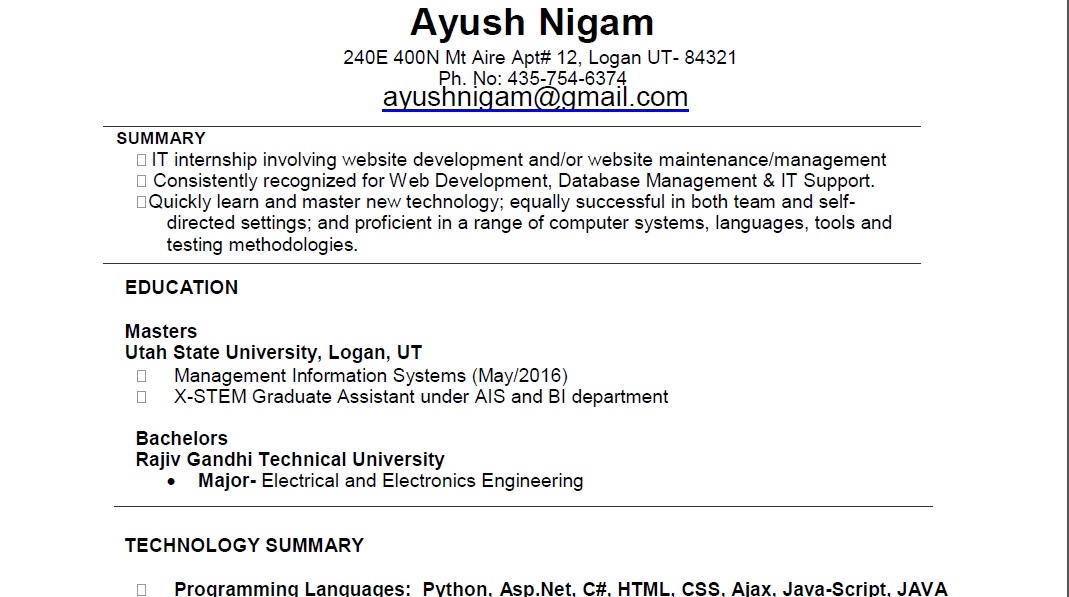 Ayush Nigam
240E 400N Mt Aire Apt# 12, Logan UT- 84321
Ph. No: 435-754-6374
ayushnigam@gmail.com
SUMMARY
IT internship involving website development and/or website maintenance/management
Consistently recognized for Web Development, Database Management & IT Support.
Quickly learn and master new technology; equally successful in both team and self-
directed settings; and proficient in a range of computer systems, languages, tools and
testing methodologies.
EDUCATION
Masters
Utah State University, Logan, UT
Management Information Systems (May/2016)
X-STEM Graduate Assistant under AIS and BI department
Bachelors
Rajiv Gandhi Technical University
• Major- Electrical and Electronics Engineering
TECHNOLOGY SUMMARY
Programming Languages: Python, Asp.Net, C#, HTML, CSS, Ajax, Java-Script, JAVA